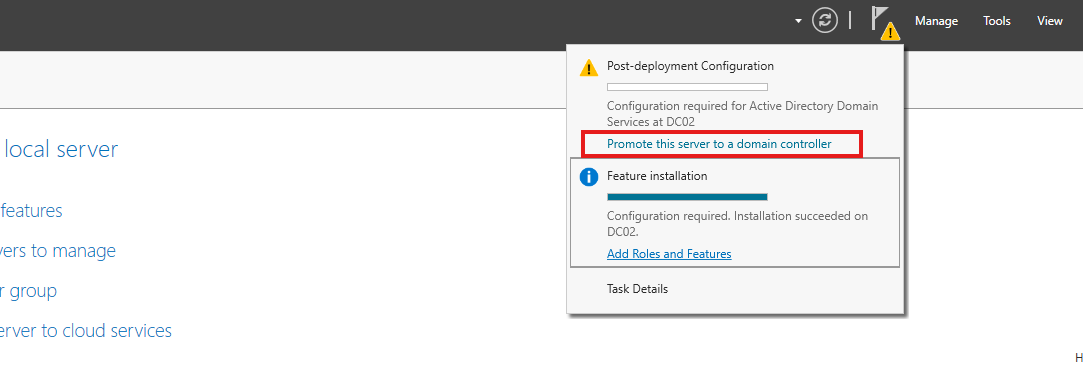 Manage Tools View
Post-deployment Configuration
Configuration required for Active Directory Domain
Services at DC02
Promote this server to a domain controller
local server
Feature installation
features
Configuration required. Installation succeeded on
DC02.
vers to manage
Add Roles and Features
r group
Task Details
erver to cloud services
H